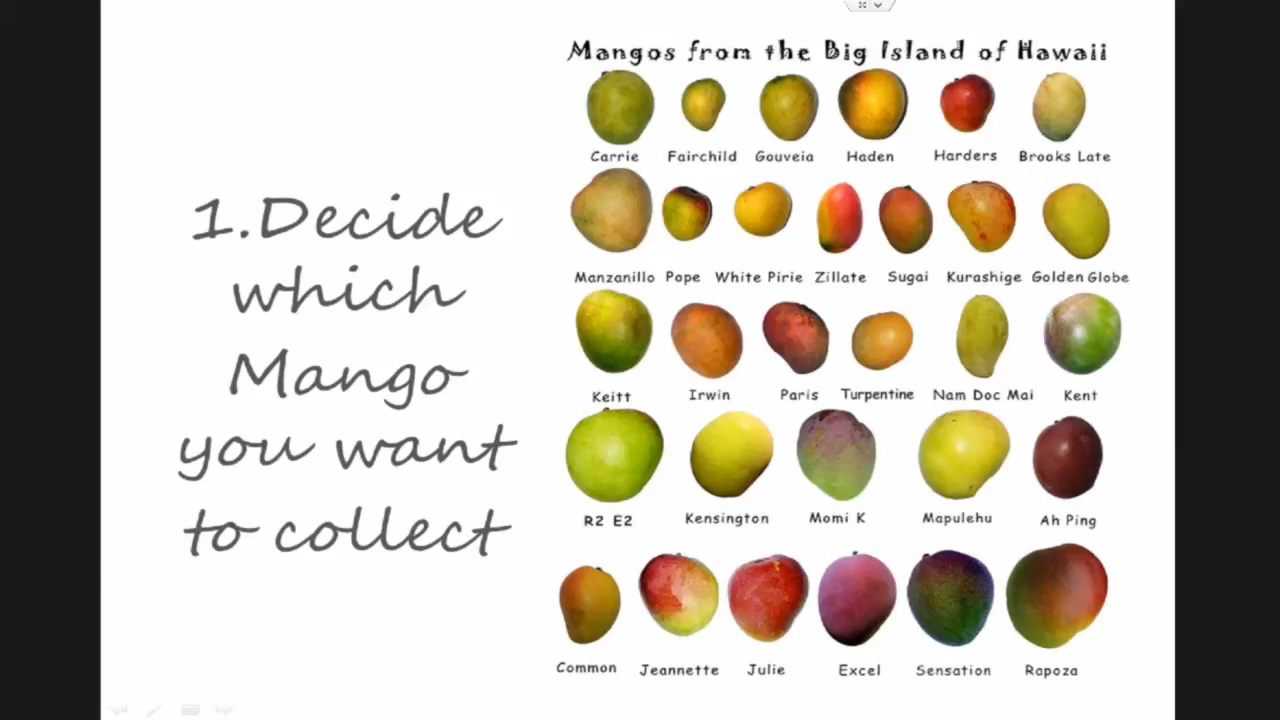 1.Decide
which
Mango
you want
to collect
Mangos from the Big Island of Hawaii
Carrie Fairchild Gouveia Haden Harders Brooks Late
Manzanillo Pope White Pirie Zillate Sugai Kurashige Golden Globe
Keitt Irwin Paris Turpentine Nam Doc Mai Kent
R2 E2 Kensington Momi K Mapulehu Ah Ping
Common Jeannette Julie Excel Sensation Rapoza